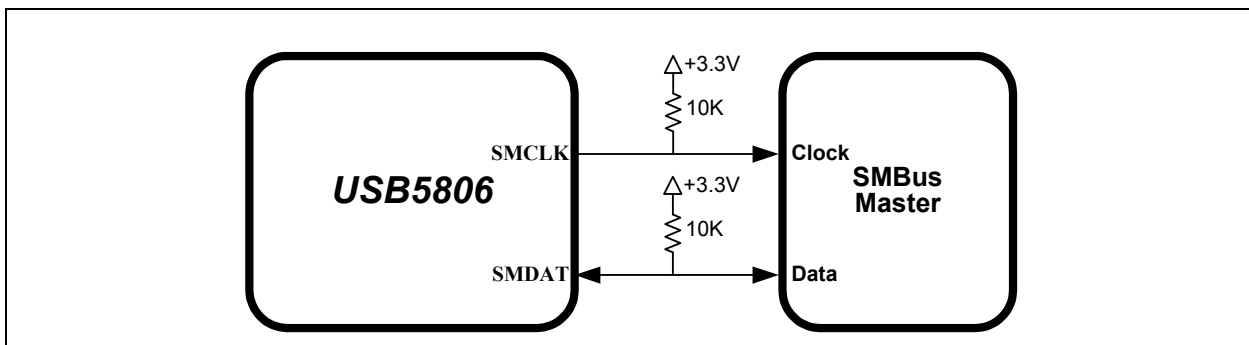 +3.3V
10K
SMCLK
Clock
USB5806
SMBus
Master
+3.3V
10K
SMDAT
Data